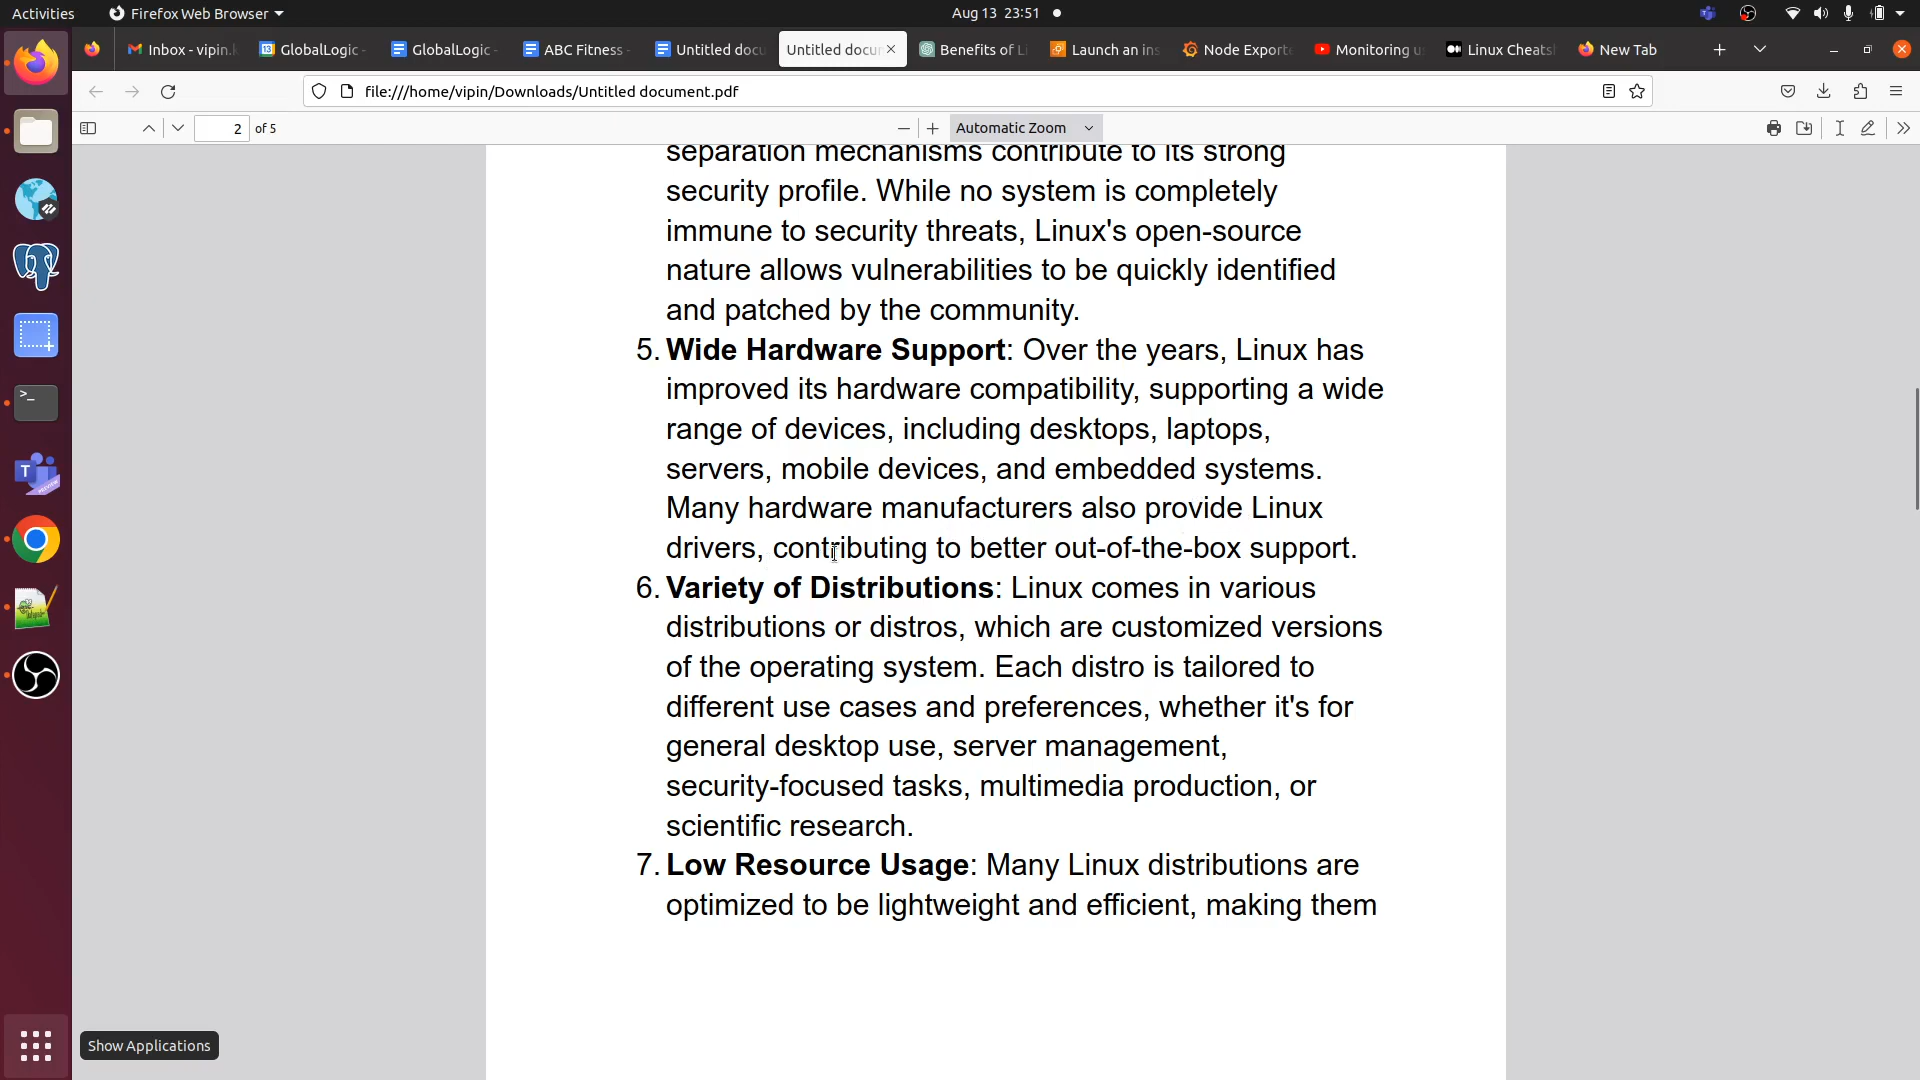 Activities Firefox Web Browser Aug 13 23:51
Inbox - vipin. GlobalLogic - GlobalLogic - ABC Fitness - Untitled docu Untitled docu Benefits of Li Launch an ins Node Exporte Monitoring u Linux Cheats New Tab
file:///home/vipin/Downloads/Untitled document.pdf
2 of 5 Automatic Zoom
separation mechanisms contribute to its strong
security profile. While no system is completely
immune to security threats, Linux's open-source
nature allows vulnerabilities to be quickly identified
and patched by the community.
5. Wide Hardware Support: Over the years, Linux has
improved its hardware compatibility, supporting a wide
range of devices, including desktops, laptops,
servers, mobile devices, and embedded systems.
Many hardware manufacturers also provide Linux
drivers, contributing to better out-of-the-box support.
6. Variety of Distributions: Linux comes in various
distributions or distros, which are customized versions
of the operating system. Each distro is tailored to
different use cases and preferences, whether it's for
general desktop use, server management,
security-focused tasks, multimedia production, or
scientific research.
7. Low Resource Usage: Many Linux distributions are
optimized to be lightweight and efficient, making them
Show Applications